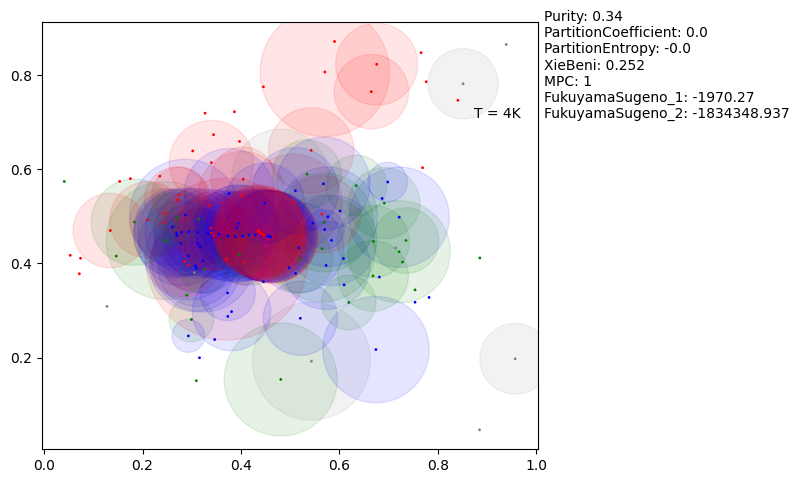 Purity: 0.34
PartitionCoefficient: 0.0
PartitionEntropy: -0.0
XieBeni: 0.252
MPC: 1
FukuyamaSugeno_1: -1970.27
FukuyamaSugeno_2: -1834348.937
T = 4K
0.8
0.6
0.4
0.2
0.0 0.2 0.4 0.6 0.8 1.0